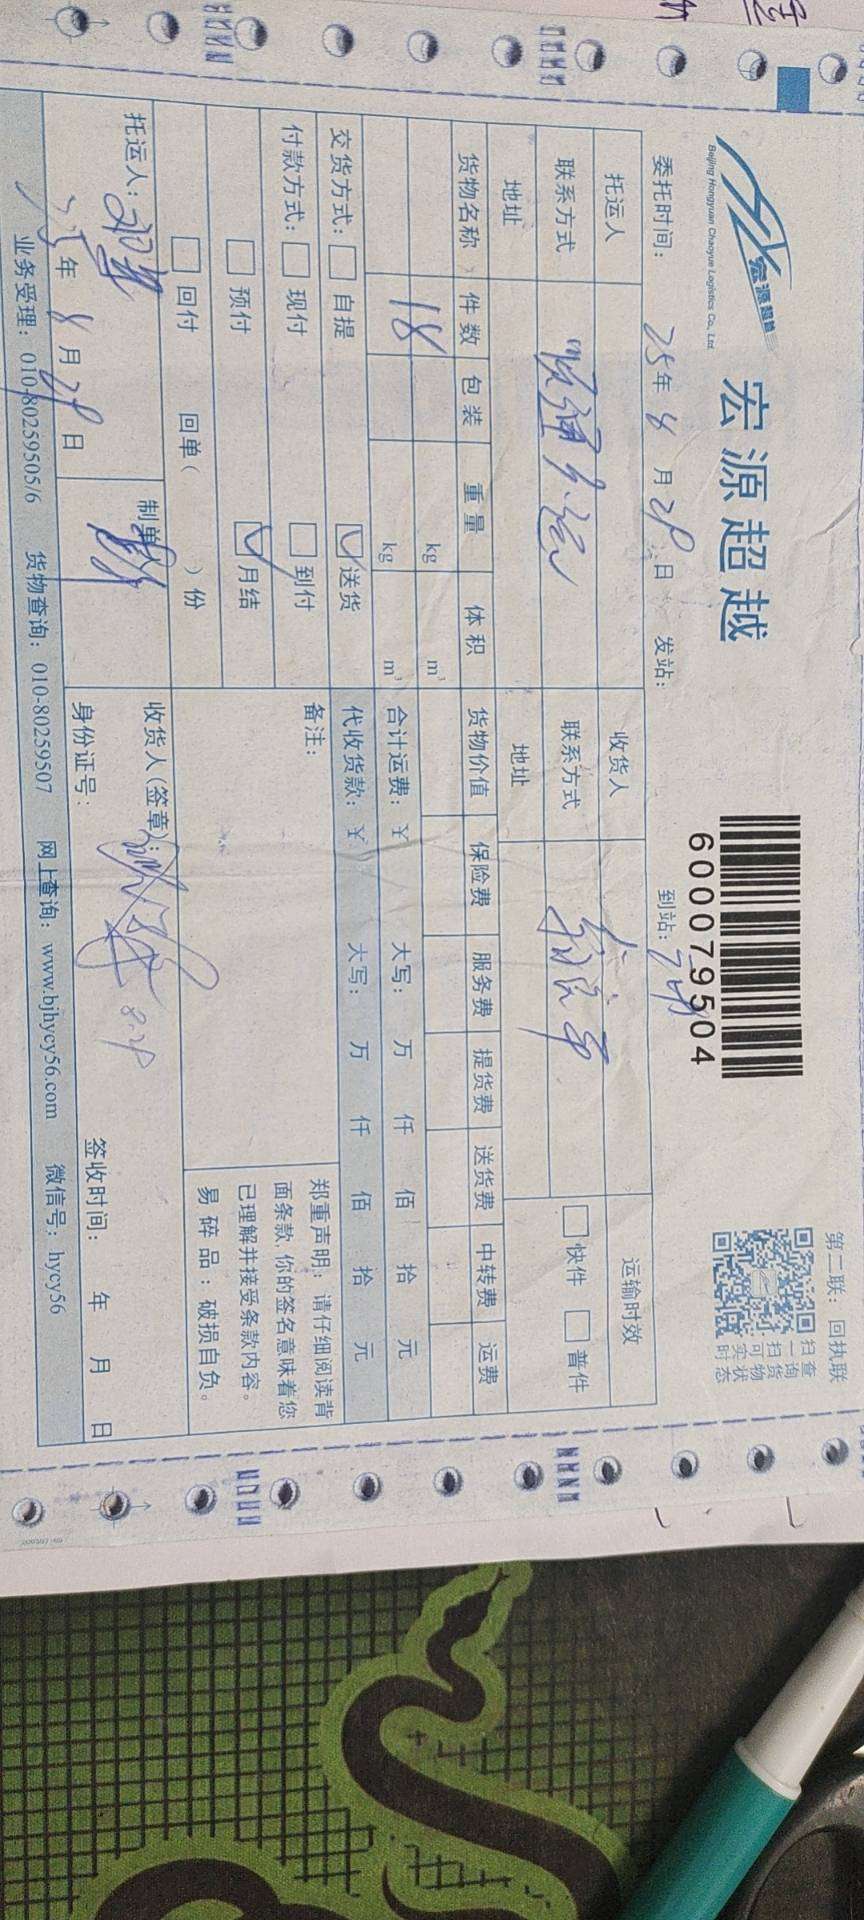 宏源超越
Beijing Hongyuan Chaoyue Logistics Co., Ltd
宏源超越
6000079504
第二联：回执联
扫一扫可实时
查询货物状态
委托时间：25年8月28日 发站： 到站：
托运人 收货人 运输时效
联系方式 联系方式 快件 普件
地址 地址
货物名称 件数 包装 重量 体积 货物价值 保险费 服务费 提货费 送货费 中转费 运费
18 kg m³
kg m³ 合计运费：￥ 大写： 万 仟 佰 拾 元
交货方式： 自提 送货 代收货款：￥ 大写： 万 仟 佰 拾 元
付款方式： 现付 到付 备注：
预付 月结
回付 回单（ ）份
郑重声明：请仔细阅读背
面条款，你的签名意味着您
已理解并接受条款内容。
易碎品：破损自负。
托运人： 制单 收货人（签章）： 8.28
25年8月28日 身份证号： 签收时间： 年 月 日
业务受理：010-80259505/6 货物查询：010-80259507 网上查询：www.bjhycy56.com 微信号：hycy56